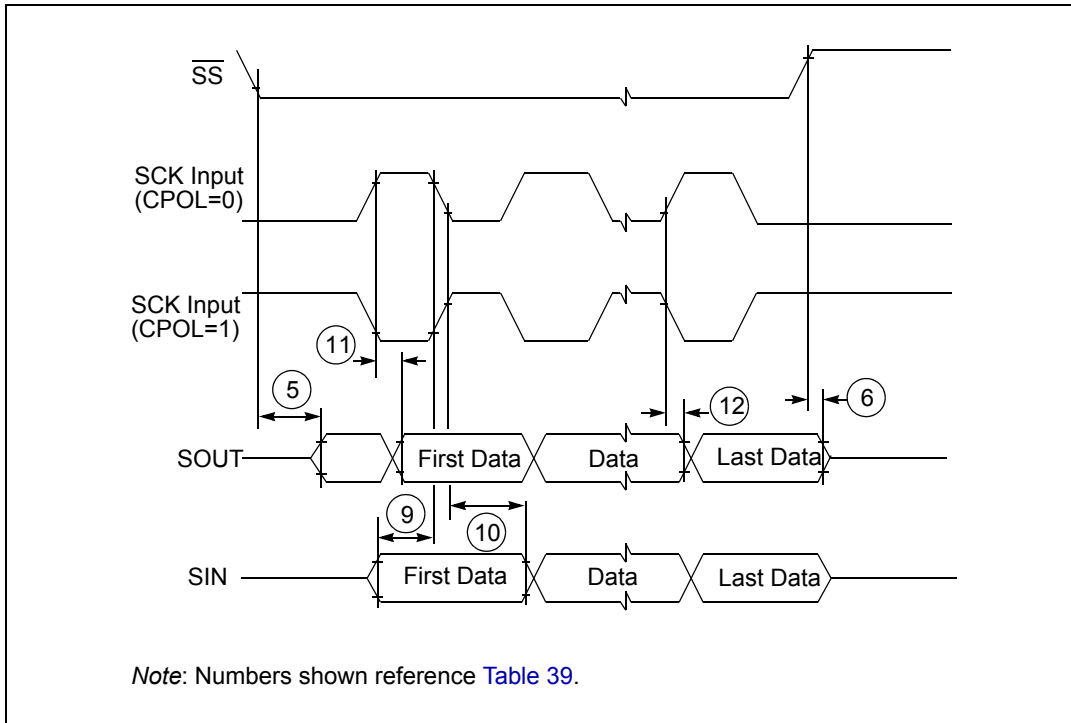 SS
SCK Input
(CPOL=0)
SCK Input
(CPOL=1)
11
5
12
6
SOUT
First Data
Data
Last Data
9
10
SIN
First Data
Data
Last Data
Note: Numbers shown reference Table 39.